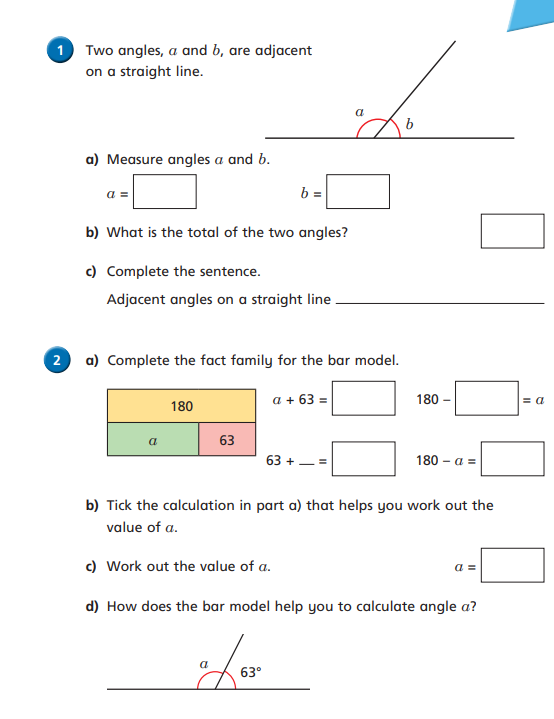 1 Two angles, a and b, are adjacent
on a straight line.
a
b
a) Measure angles a and b.
a = b =
b) What is the total of the two angles?
c) Complete the sentence.
Adjacent angles on a straight line ____
2 a) Complete the fact family for the bar model.
180
a 63
a + 63 = 180 – = a
63 + __ = 180 – a =
b) Tick the calculation in part a) that helps you work out the
value of a.
c) Work out the value of a. a =
d) How does the bar model help you to calculate angle a?
a
63°